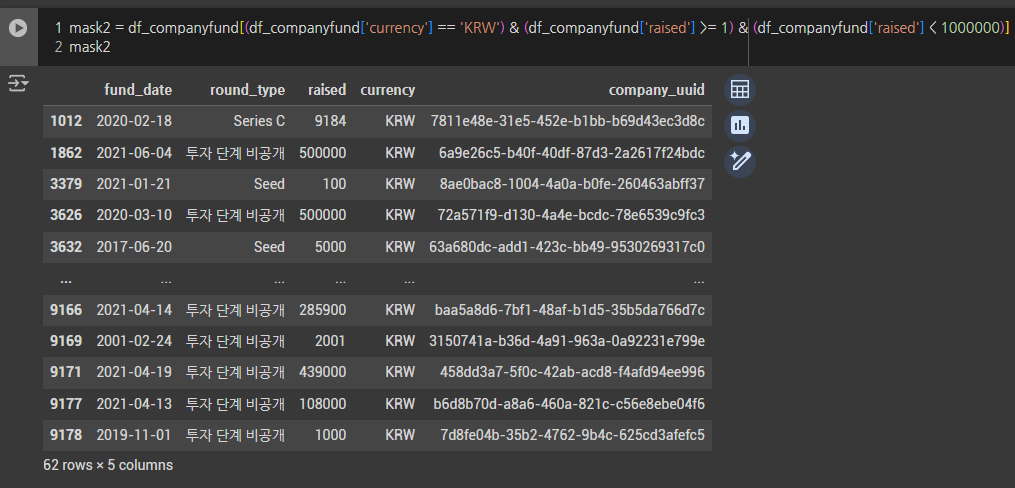 1 mask2 = df_companyfund[(df_companyfund['currency'] == 'KRW') & (df_companyfund['raised'] >= 1) & (df_companyfund['raised'] < 1000000)]
2 mask2
fund_date round_type raised currency company_uuid
1012 2020-02-18 Series C 9184 KRW 7811e48e-31e5-452e-b1bb-b69d43ec3d8c
1862 2021-06-04 투자 단계 비공개 500000 KRW 6a9e26c5-b40f-40df-87d3-2a2617f24bdc
3379 2021-01-21 Seed 100 KRW 8ae0bac8-1004-4a0a-b0fe-260463abff37
3626 2020-03-10 투자 단계 비공개 500000 KRW 72a571f9-d130-4a4e-bcdc-78e6539c9fc3
3632 2017-06-20 Seed 5000 KRW 63a680dc-add1-423c-bb49-9530269317c0
... ... ... ... ... ...
9166 2021-04-14 투자 단계 비공개 285900 KRW baa5a8d6-7bf1-48af-b1d5-35b5da766d7c
9169 2001-02-24 투자 단계 비공개 2001 KRW 3150741a-b36d-4a91-963a-0a92231e799e
9171 2021-04-19 투자 단계 비공개 439000 KRW 458dd3a7-5f0c-42ab-acd8-f4afd94ee996
9177 2021-04-13 투자 단계 비공개 108000 KRW b6d8b70d-a8a6-460a-821c-c56e8ebe04f6
9178 2019-11-01 투자 단계 비공개 1000 KRW 7d8fe04b-35b2-4762-9b4c-625cd3afefc5
62 rows × 5 columns